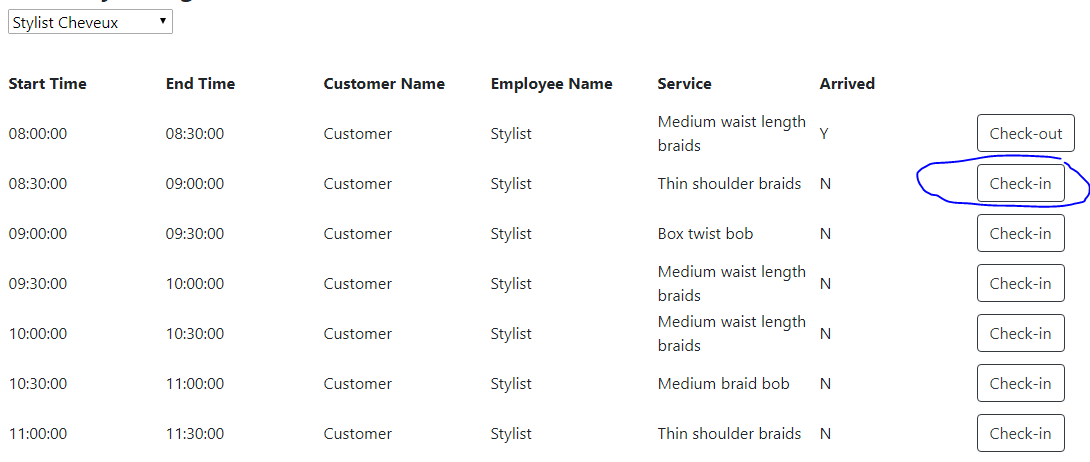 Stylist Cheveux
Start Time End Time Customer Name Employee Name Service Arrived
08:00:00 08:30:00 Customer Stylist Medium waist length braids Y Check-out
08:30:00 09:00:00 Customer Stylist Thin shoulder braids N Check-in
09:00:00 09:30:00 Customer Stylist Box twist bob N Check-in
09:30:00 10:00:00 Customer Stylist Medium waist length braids N Check-in
10:00:00 10:30:00 Customer Stylist Medium waist length braids N Check-in
10:30:00 11:00:00 Customer Stylist Medium braid bob N Check-in
11:00:00 11:30:00 Customer Stylist Thin shoulder braids N Check-in